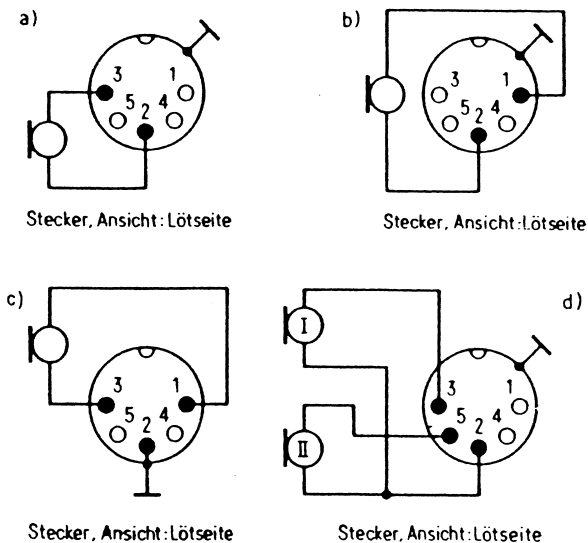 a)
3 1
5 2 4
Stecker, Ansicht: Lötseite
b)
3 1
5 2 4
Stecker, Ansicht: Lötseite
c)
3 1
5 2 4
Stecker, Ansicht: Lötseite
d)
I
II
3 1
5 2 4
Stecker, Ansicht: Lötseite